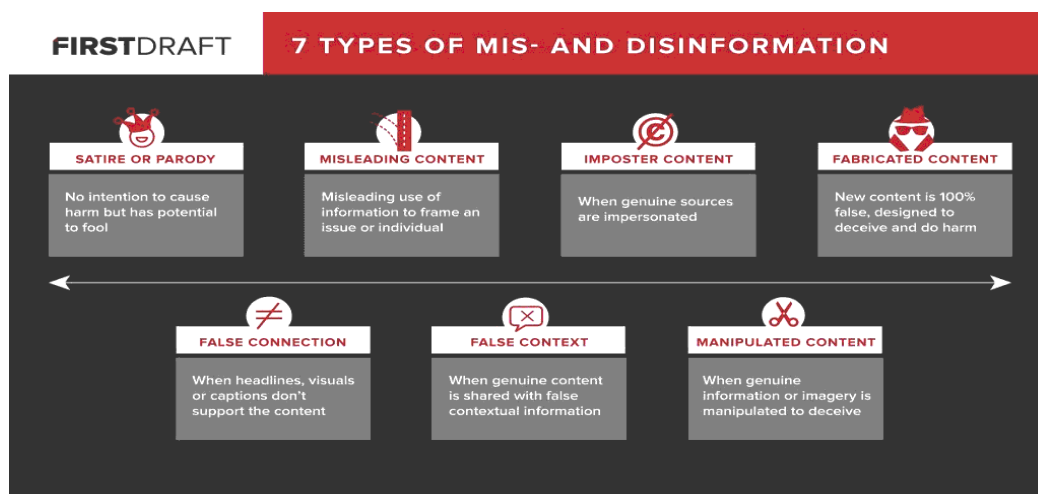 FIRSTDRAFT
7 TYPES OF MIS- AND DISINFORMATION
SATIRE OR PARODY
No intention to cause
harm but has potential
to fool
MISLEADING CONTENT
Misleading use of
information to frame an
issue or individual
IMPOSTER CONTENT
When genuine sources
are impersonated
FABRICATED CONTENT
New content is 100%
false, designed to
deceive and do harm
FALSE CONNECTION
When headlines, visuals
or captions don't
support the content
FALSE CONTEXT
When genuine content
is shared with false
contextual information
MANIPULATED CONTENT
When genuine
information or imagery is
manipulated to deceive